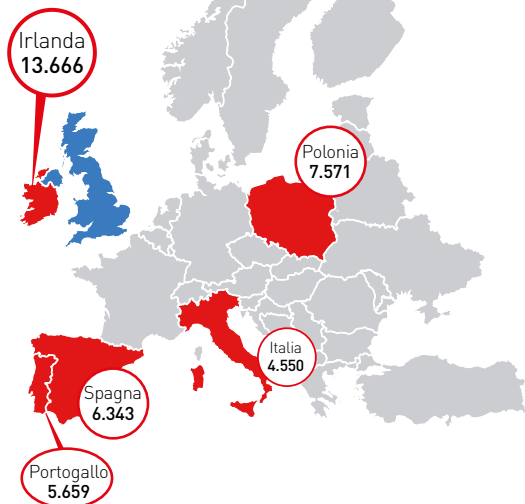 Irlanda
13.666
Polonia
7.571
Italia
4.550
Spagna
6.343
Portogallo
5.659